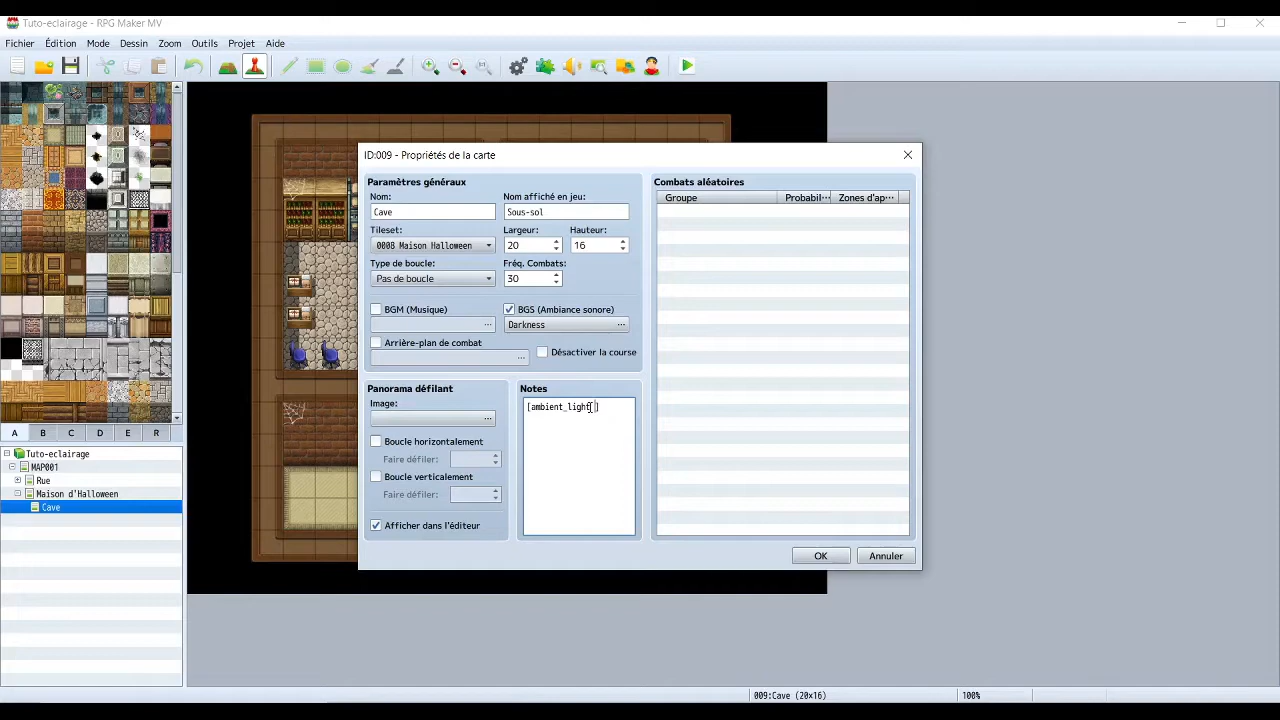 Tuto-eclairage - RPG Maker MV
Fichier Édition Mode Dessin Zoom Outils Projet Aide
ID:009 - Propriétés de la carte
Paramètres généraux
Nom:
Cave
Nom affiché en jeu:
Sous-sol
Tileset:
0008 Maison Halloween
Largeur:
20
Hauteur:
16
Type de boucle:
Pas de boucle
Fréq. Combats:
30
BGM (Musique)
...
BGS (Ambiance sonore)
Darkness ...
Arrière-plan de combat
...
Désactiver la course
Panorama défilant
Image:
...
Boucle horizontalement
Faire défiler:
Boucle verticalement
Faire défiler:
Afficher dans l'éditeur
Notes
[ambient_light ]
Combats aléatoires
Groupe Probabil··· Zones d'ap···
OK Annuler
A B C D E R
Tuto-eclairage
MAP001
Rue
Maison d'Halloween
Cave
009:Cave (20x16) 100%